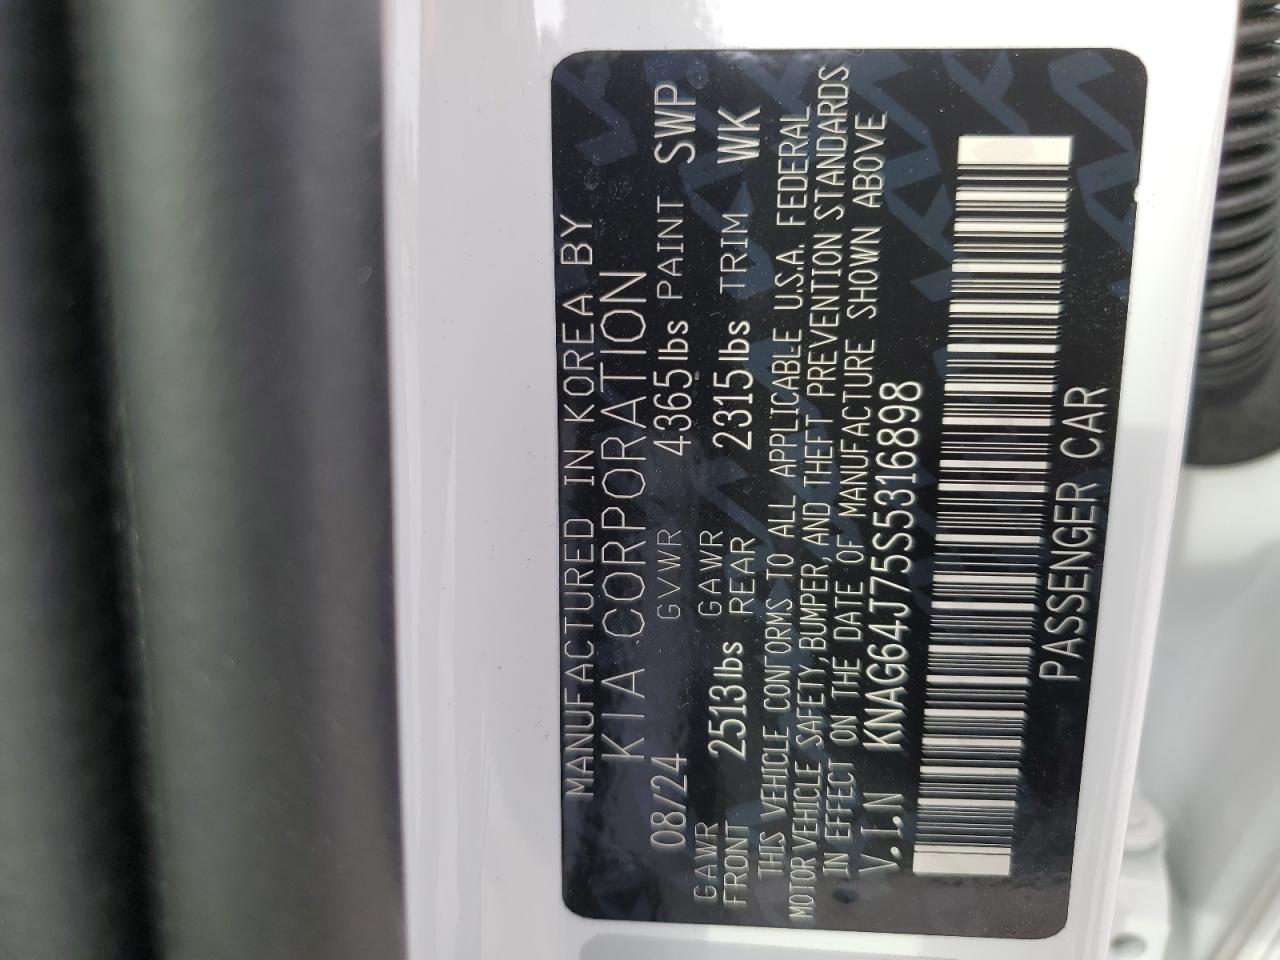 MANUFACTURED IN KOREA BY
KIA CORPORATION
08/24 GVWR 4365lbs PAINT SWP
GAWR FRONT 2513lbs GAWR REAR 2315lbs TRIM WK
THIS VEHICLE CONFORMS TO ALL APPLICABLE U.S.A. FEDERAL
MOTOR VEHICLE SAFETY, BUMPER, AND THEFT PREVENTION STANDARDS
IN EFFECT ON THE DATE OF MANUFACTURE SHOWN ABOVE
V.I.N KNAG64J75S5316898
PASSENGER CAR